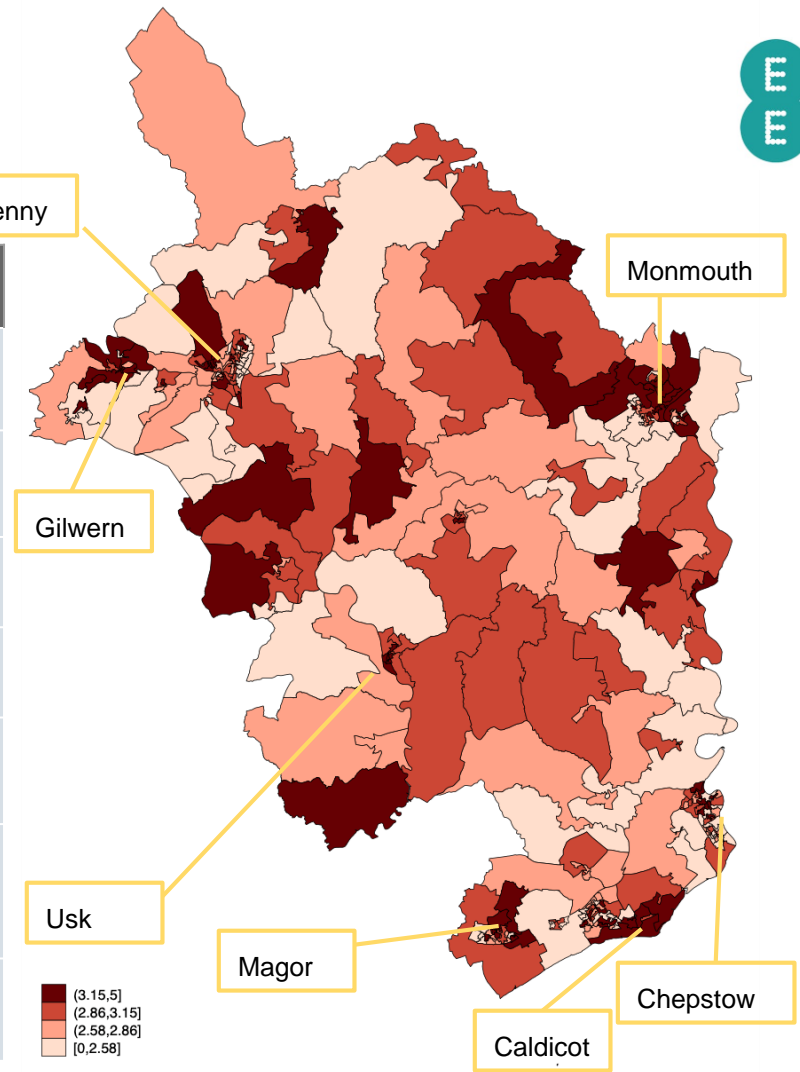 E
E
enny
Monmouth
Gilwern
Usk
Magor
Chepstow
Caldicot
(3.15,5]
(2.86,3.15]
(2.58,2.86]
[0,2.58]